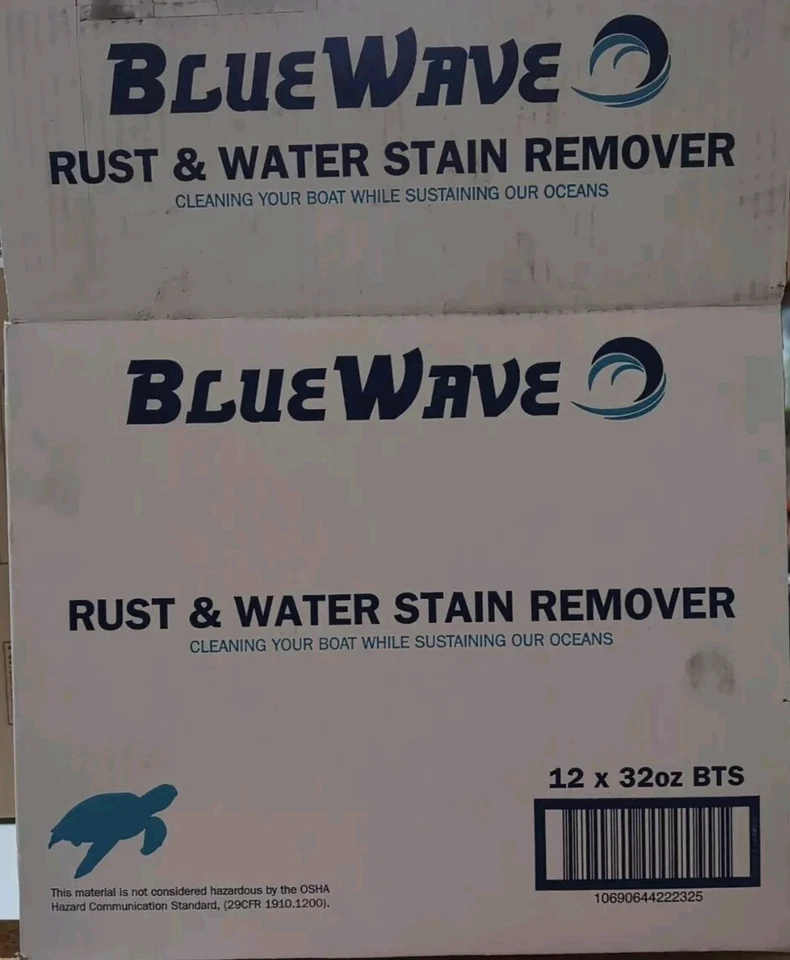 BLUEWAVE
RUST & WATER STAIN REMOVER
CLEANING YOUR BOAT WHILE SUSTAINING OUR OCEANS
BLUEWAVE
RUST & WATER STAIN REMOVER
CLEANING YOUR BOAT WHILE SUSTAINING OUR OCEANS
12 x 32oz BTS
10690644222325
This material is not considered hazardous by the OSHA
Hazard Communication Standard, (29CFR 1910.1200).